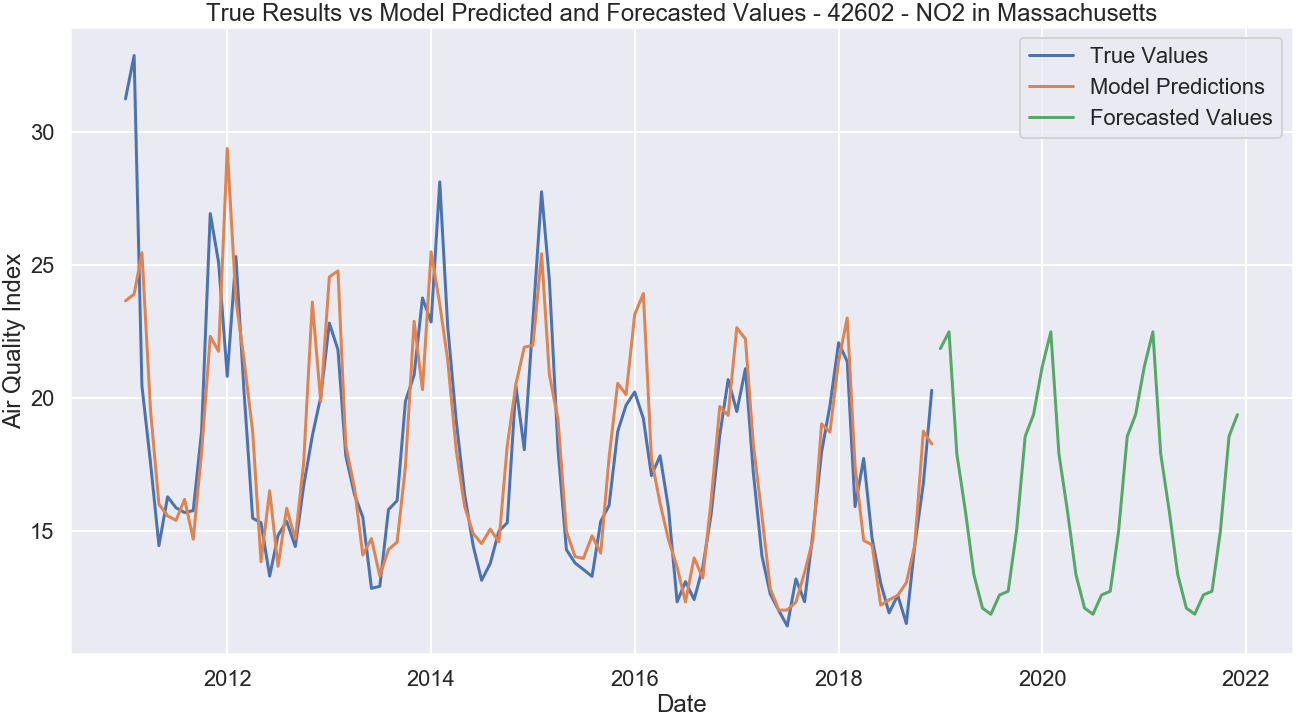 True Results vs Model Predicted and Forecasted Values - 42602 - NO2 in Massachusetts
True Values
Model Predictions
Forecasted Values
Air Quality Index
30
25
20
15
2012 2014 2016 2018 2020 2022
Date